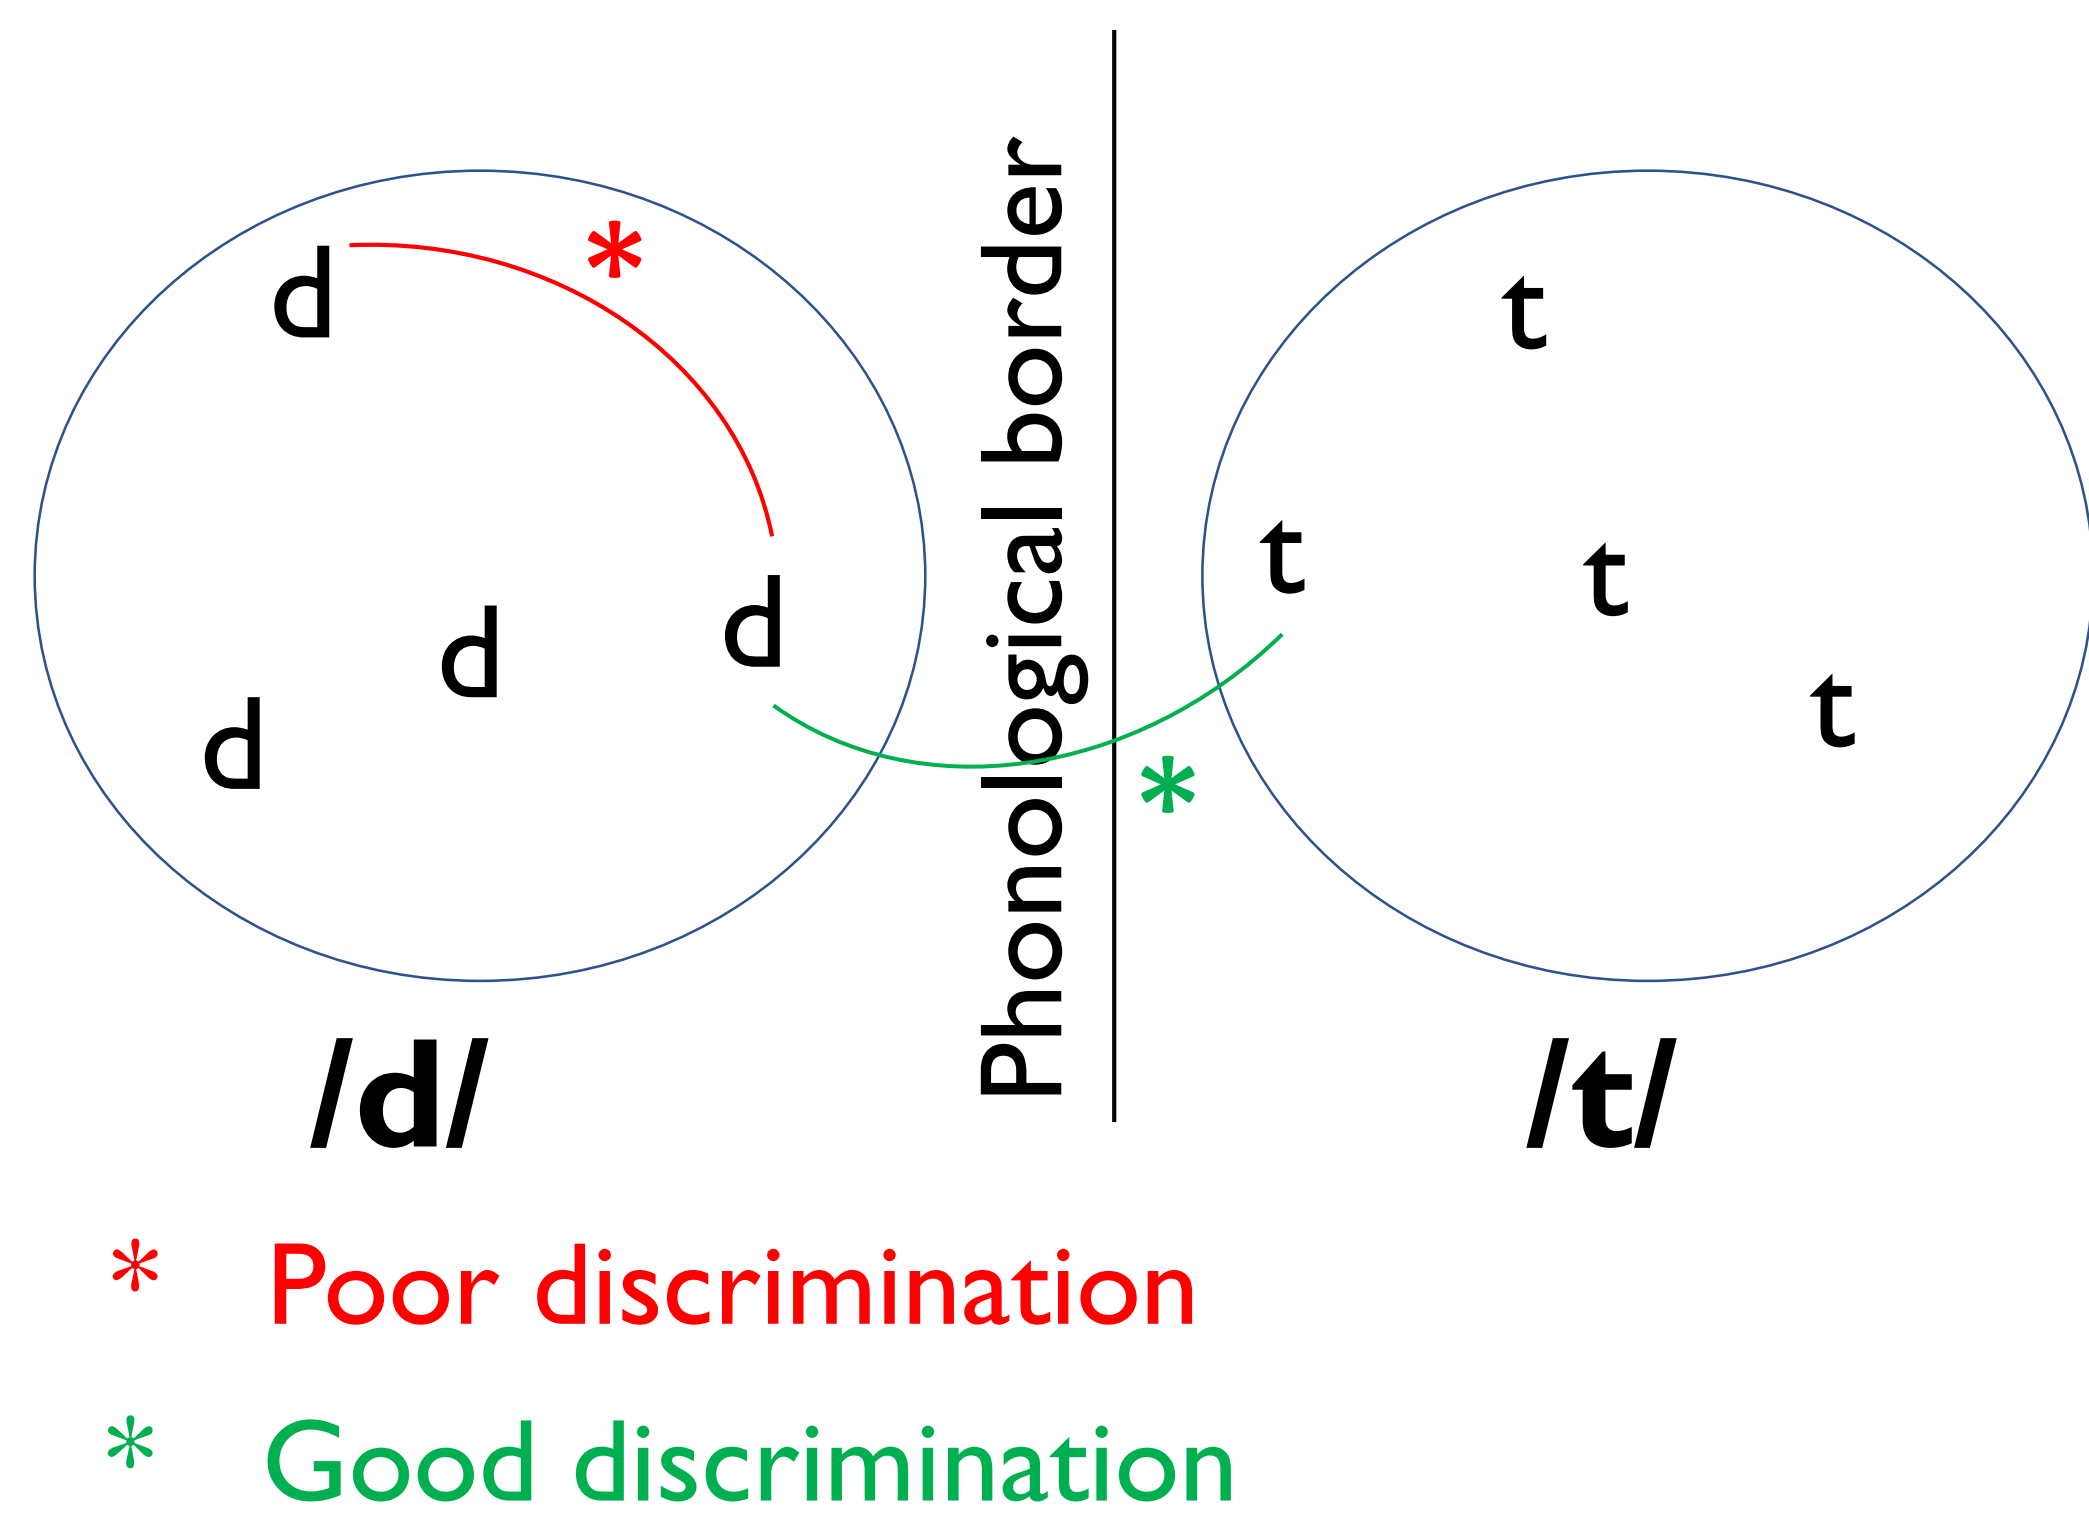 d
*
d
d
d
*
Phonological border
t
t
t
t
/d/
/t/
* Poor discrimination
* Good discrimination